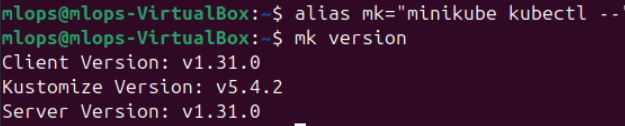 mlops@mlops-VirtualBox:~$ alias mk="minikube kubectl --"
mlops@mlops-VirtualBox:~$ mk version
Client Version: v1.31.0
Kustomize Version: v5.4.2
Server Version: v1.31.0